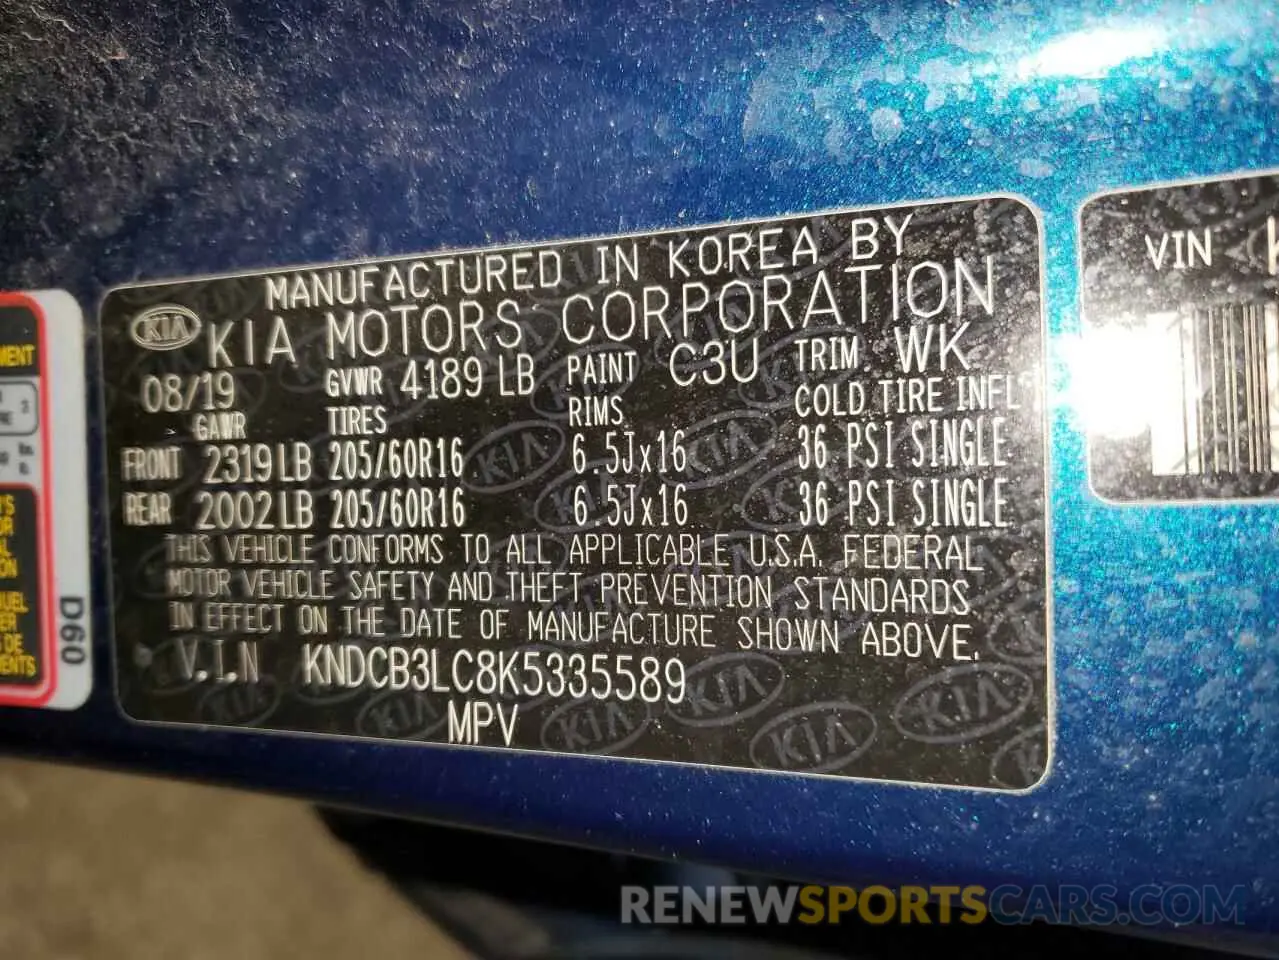 MANUFACTURED IN KOREA BY
KIA KIA MOTORS CORPORATION
08/19 GVWR 4189 LB PAINT C3U TRIM WK
GAWR TIRES RIMS COLD TIRE INFL
FRONT 2319 LB 205/60R16 6.5Jx16 36 PSI SINGLE
REAR 2002 LB 205/60R16 6.5Jx16 36 PSI SINGLE
THIS VEHICLE CONFORMS TO ALL APPLICABLE U.S.A. FEDERAL
MOTOR VEHICLE SAFETY AND THEFT PREVENTION STANDARDS
IN EFFECT ON THE DATE OF MANUFACTURE SHOWN ABOVE.
V.I.N KNDCB3LC8K5335589
MPV
VIN
D60
RENEWSPORTSCARS.COM